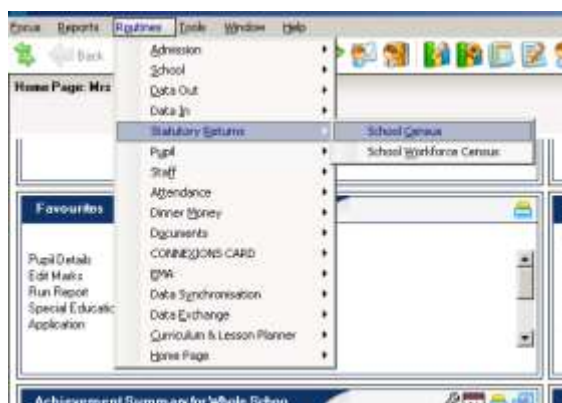 Focus Reports Routines Tools Window Help
Back
Home Page: Mrs
Admission
School
Data Out
Data In
Statutory Returns
School Census
School Workforce Census
Pupil
Staff
Attendance
Dinner Money
Documents
CONNEXIONS CARD
EMA
Data Synchronisation
Data Exchange
Curriculum & Lesson Planner
Home Page
Favourites
Pupil Details
Edit Marks
Run Report
Special Educatio
Application
Achievement Summary for Whole Schoo